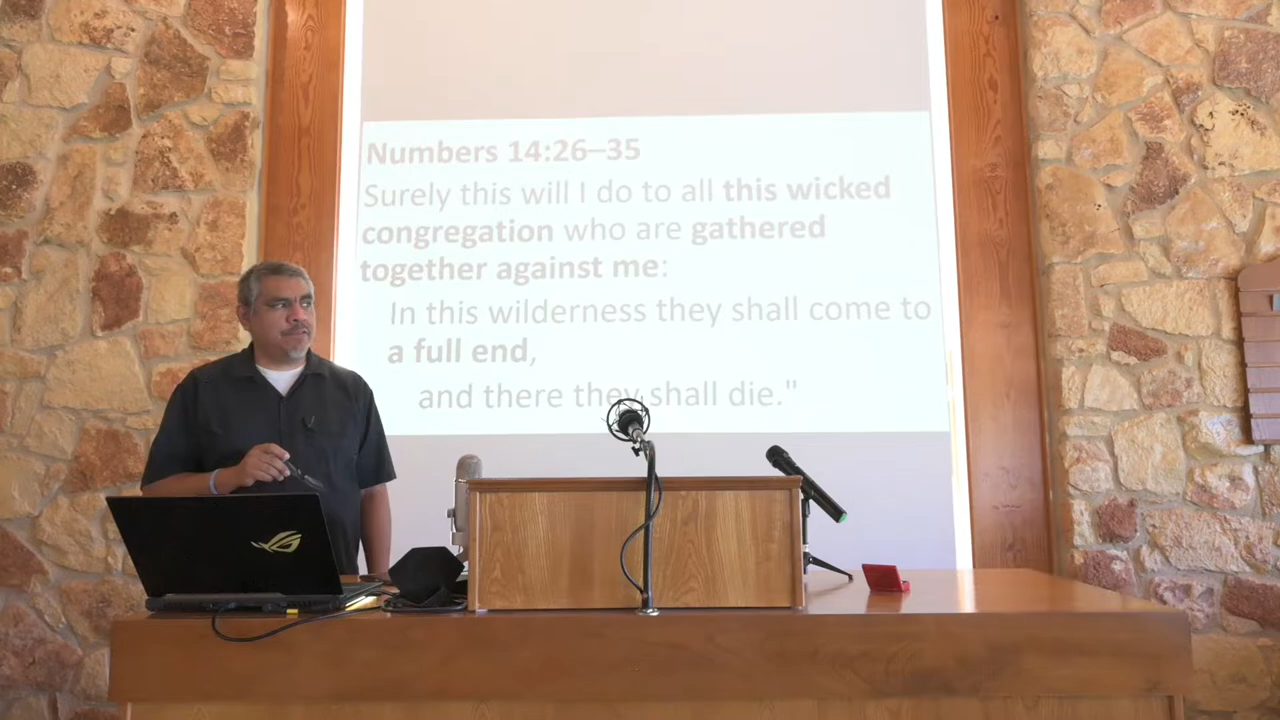 Numbers 14:26–35
Surely this will I do to all this wicked
congregation who are gathered
together against me:
In this wilderness they shall come to
a full end,
and there they shall die."